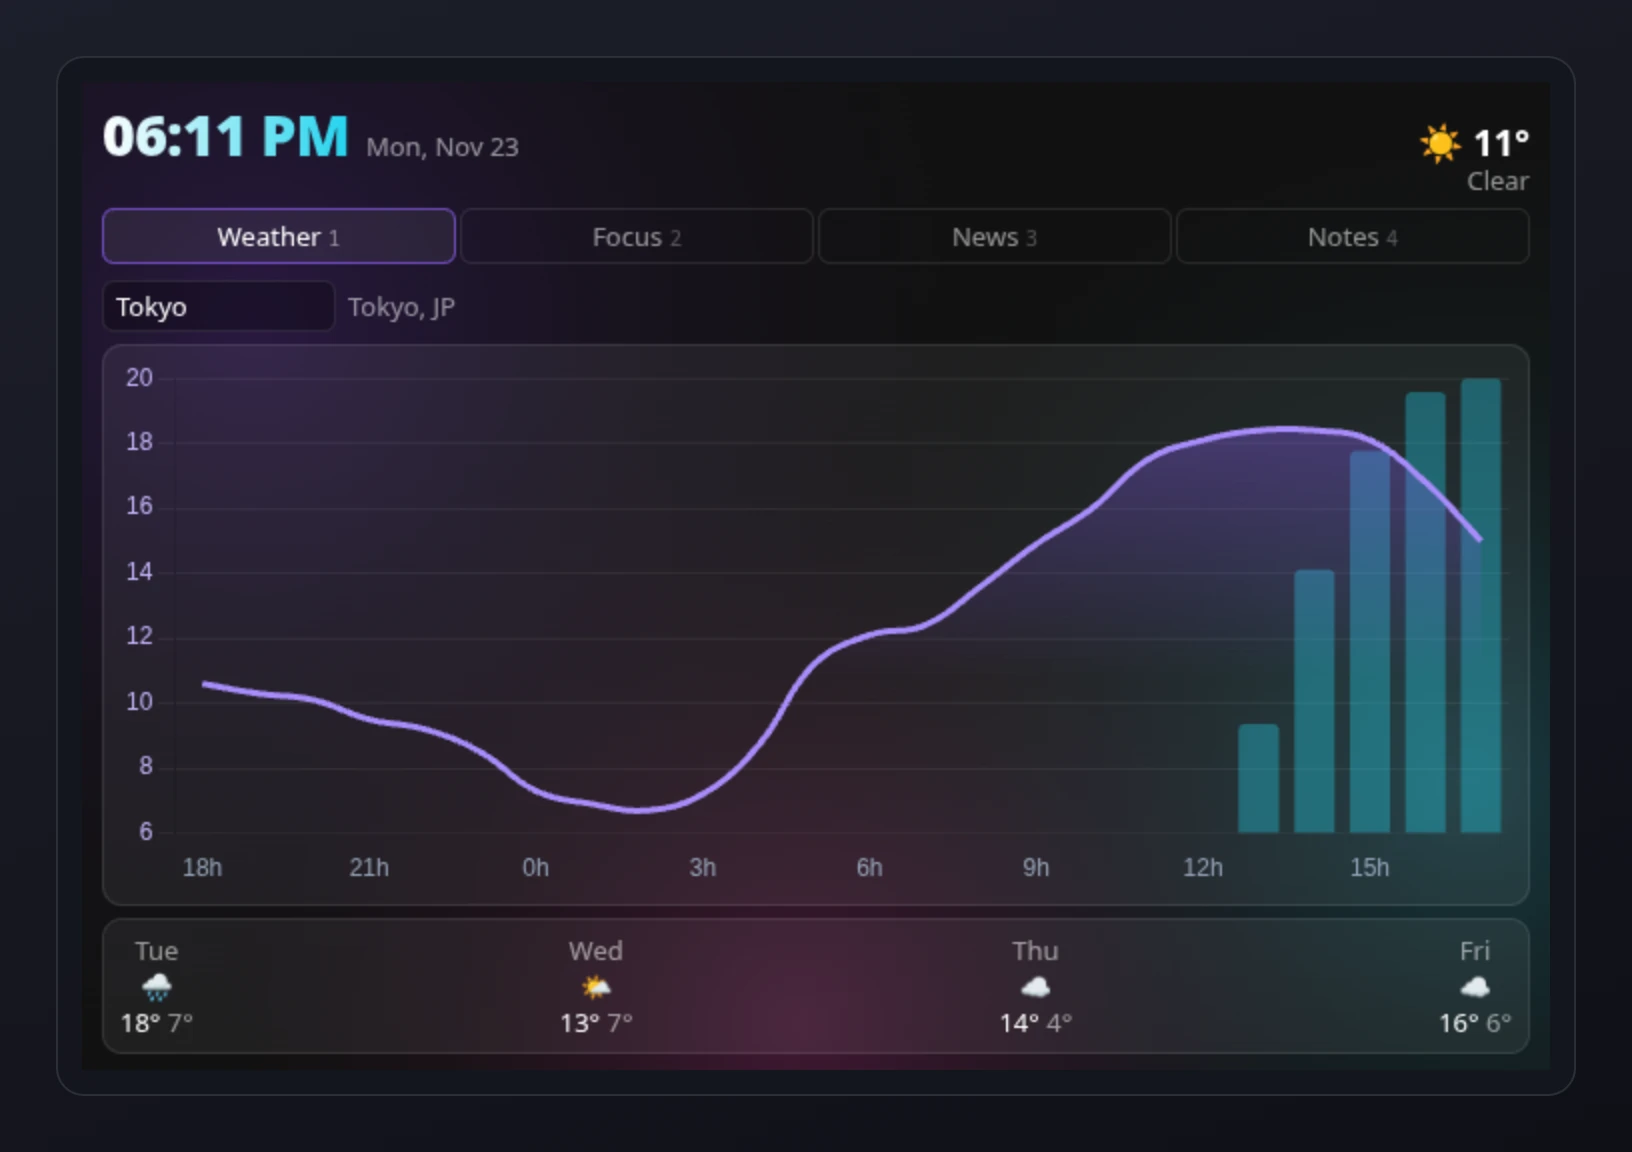 06:11 PM Mon, Nov 23
11°
Clear
Weather 1
Focus 2
News 3
Notes 4
Tokyo
Tokyo, JP
20
18
16
14
12
10
8
6
18h 21h 0h 3h 6h 9h 12h 15h
Tue
18° 7°
Wed
13° 7°
Thu
14° 4°
Fri
16° 6°